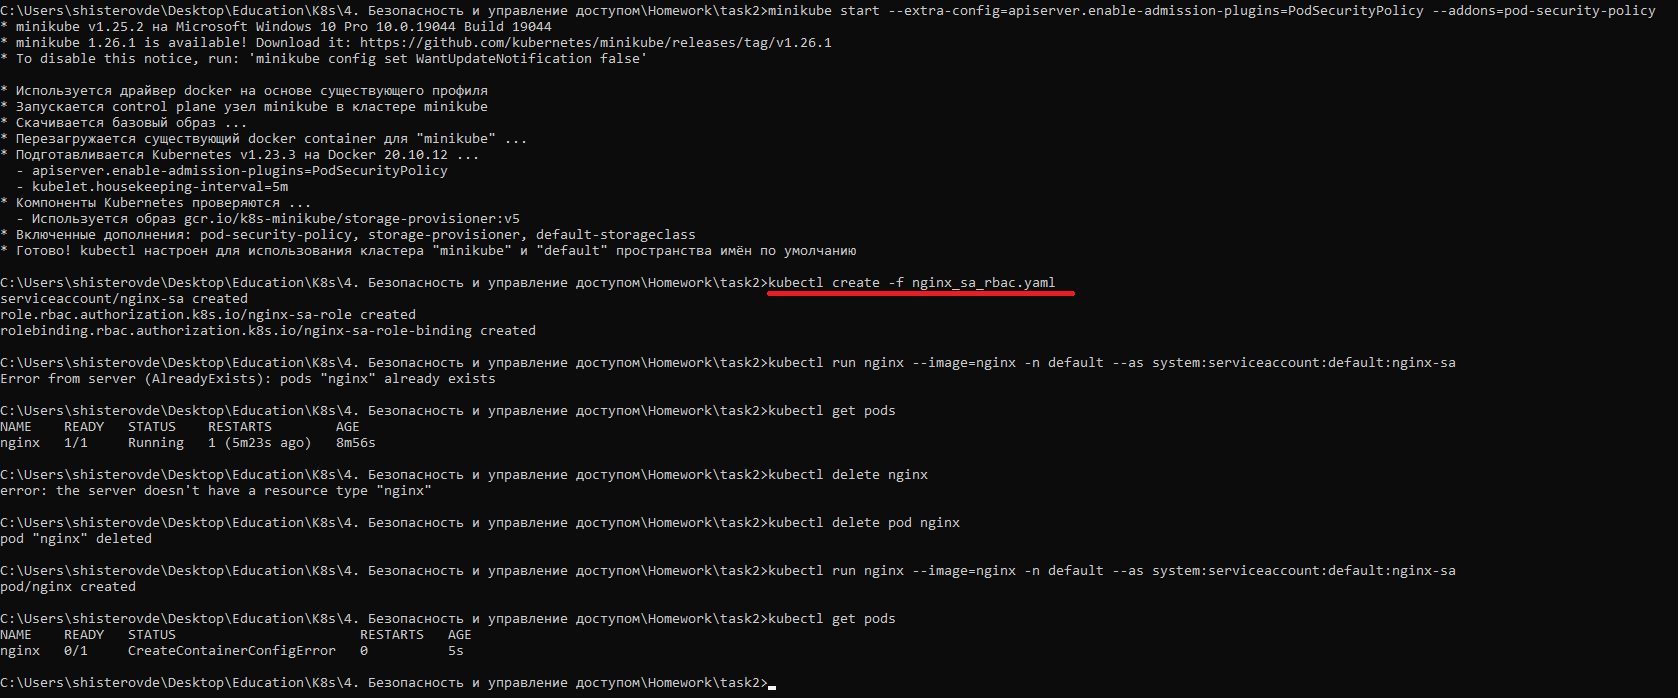 C:\Users\shisterovde\Desktop\Education\K8s\4. Безопасность и управление доступом\Homework\task2>minikube start --extra-config=apiserver.enable-admission-plugins=PodSecurityPolicy --addons=pod-security-policy
* minikube v1.25.2 на Microsoft Windows 10 Pro 10.0.19044 Build 19044
* minikube 1.26.1 is available! Download it: https://github.com/kubernetes/minikube/releases/tag/v1.26.1
* To disable this notice, run: 'minikube config set WantUpdateNotification false'
* Используется драйвер docker на основе существующего профиля
* Запускается control plane узел minikube в кластере minikube
* Скачивается базовый образ ...
* Перезагружается существующий docker container для "minikube" ...
* Подготавливается Kubernetes v1.23.3 на Docker 20.10.12 ...
  - apiserver.enable-admission-plugins=PodSecurityPolicy
  - kubelet.housekeeping-interval=5m
* Компоненты Kubernetes проверяются ...
  - Используется образ gcr.io/k8s-minikube/storage-provisioner:v5
* Включенные дополнения: pod-security-policy, storage-provisioner, default-storageclass
* Готово! kubectl настроен для использования кластера "minikube" и "default" пространства имён по умолчанию
C:\Users\shisterovde\Desktop\Education\K8s\4. Безопасность и управление доступом\Homework\task2>kubectl create -f nginx_sa_rbac.yaml
serviceaccount/nginx-sa created
role.rbac.authorization.k8s.io/nginx-sa-role created
rolebinding.rbac.authorization.k8s.io/nginx-sa-role-binding created
C:\Users\shisterovde\Desktop\Education\K8s\4. Безопасность и управление доступом\Homework\task2>kubectl run nginx --image=nginx -n default --as system:serviceaccount:default:nginx-sa
Error from server (AlreadyExists): pods "nginx" already exists
C:\Users\shisterovde\Desktop\Education\K8s\4. Безопасность и управление доступом\Homework\task2>kubectl get pods
NAME    READY   STATUS    RESTARTS        AGE
nginx   1/1     Running   1 (5m23s ago)   8m56s
C:\Users\shisterovde\Desktop\Education\K8s\4. Безопасность и управление доступом\Homework\task2>kubectl delete nginx
error: the server doesn't have a resource type "nginx"
C:\Users\shisterovde\Desktop\Education\K8s\4. Безопасность и управление доступом\Homework\task2>kubectl delete pod nginx
pod "nginx" deleted
C:\Users\shisterovde\Desktop\Education\K8s\4. Безопасность и управление доступом\Homework\task2>kubectl run nginx --image=nginx -n default --as system:serviceaccount:default:nginx-sa
pod/nginx created
C:\Users\shisterovde\Desktop\Education\K8s\4. Безопасность и управление доступом\Homework\task2>kubectl get pods
NAME    READY   STATUS                       RESTARTS   AGE
nginx   0/1     CreateContainerConfigError   0          5s
C:\Users\shisterovde\Desktop\Education\K8s\4. Безопасность и управление доступом\Homework\task2>